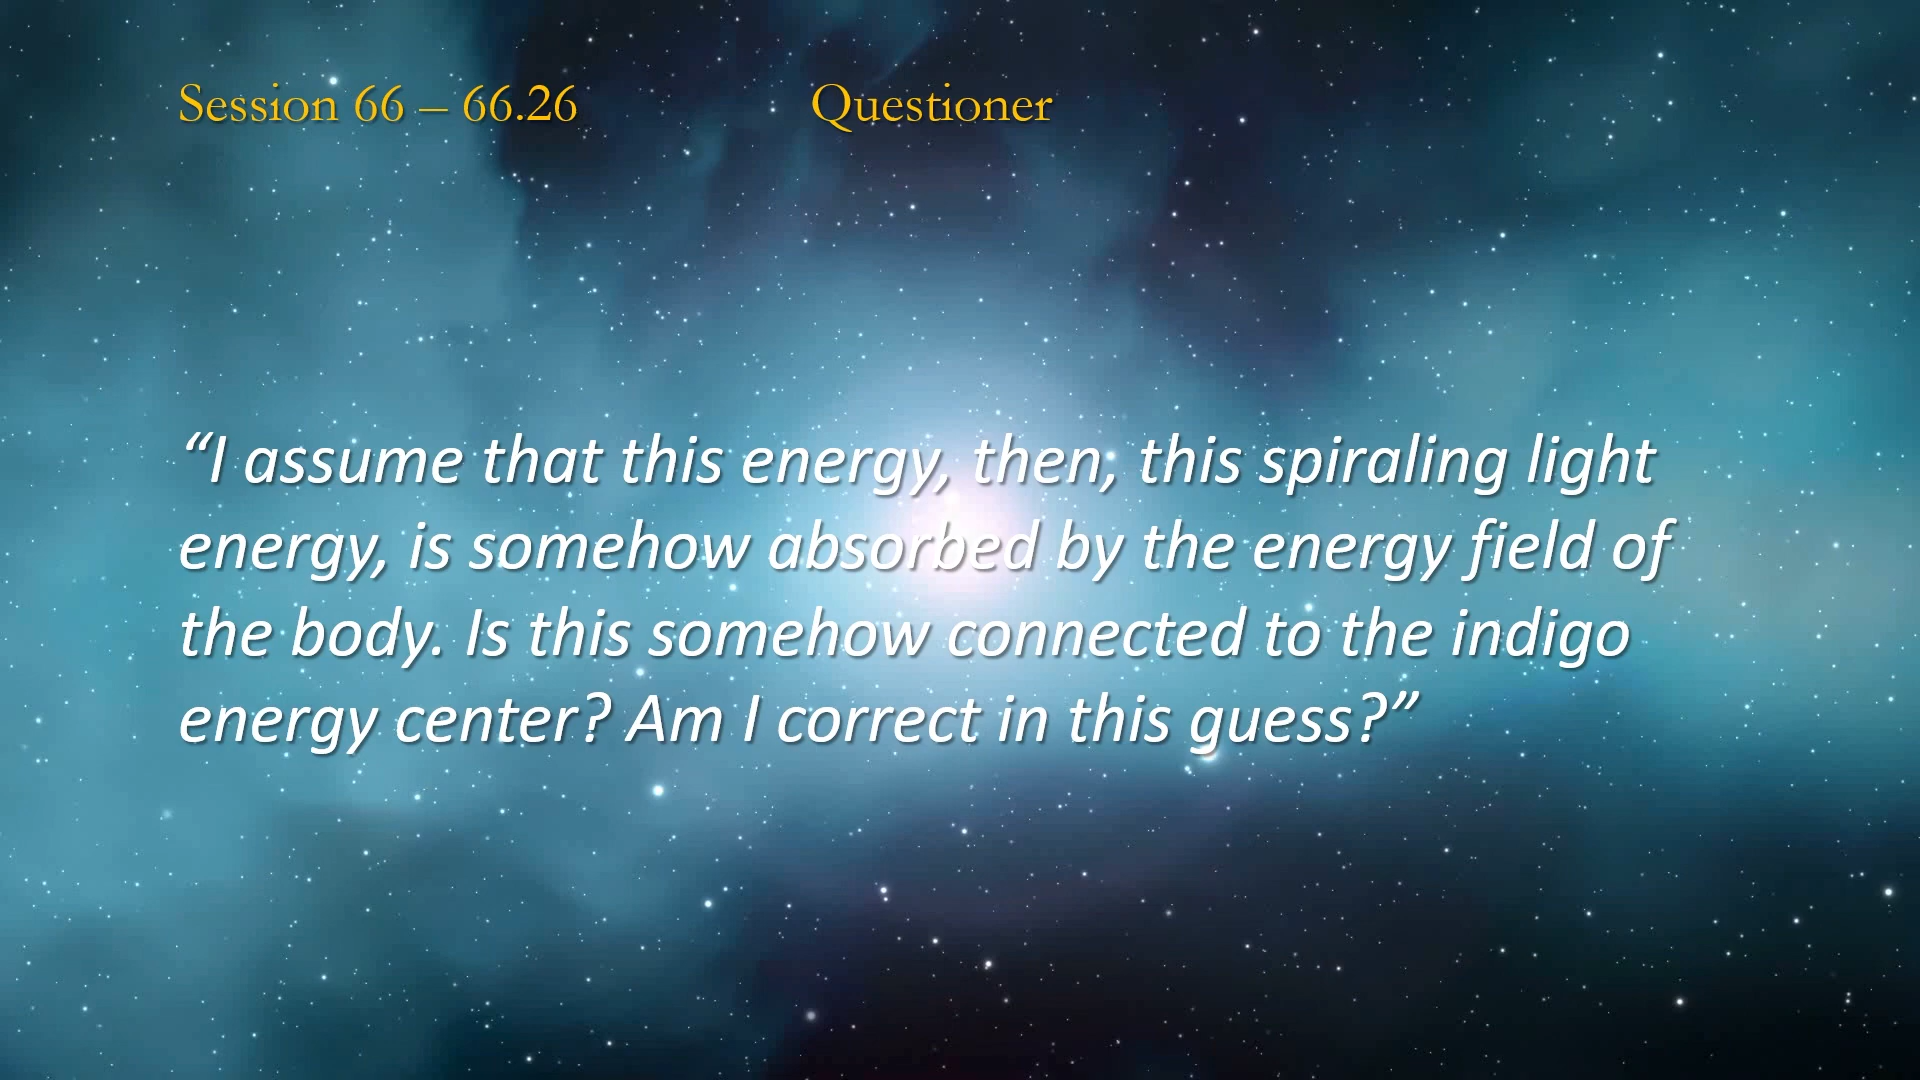 Session 66 – 66.26 Questioner
“I assume that this energy, then, this spiraling light
energy, is somehow absorbed by the energy field of
the body. Is this somehow connected to the indigo
energy center? Am I correct in this guess?”